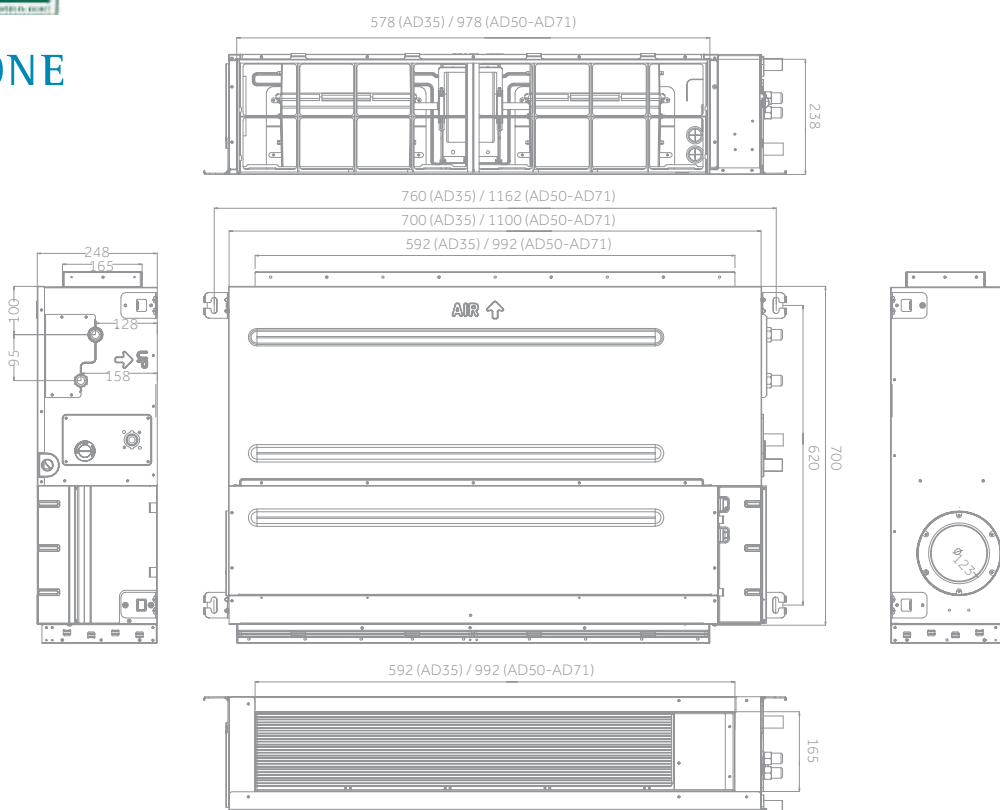 578 (AD35) / 978 (AD50-AD71)
ONE
238
760 (AD35) / 1162 (AD50-AD71)
700 (AD35) / 1100 (AD50-AD71)
592 (AD35) / 992 (AD50-AD71)
248
165
100
128
95
158
UP
AIR
620
700
ø123
592 (AD35) / 992 (AD50-AD71)
165